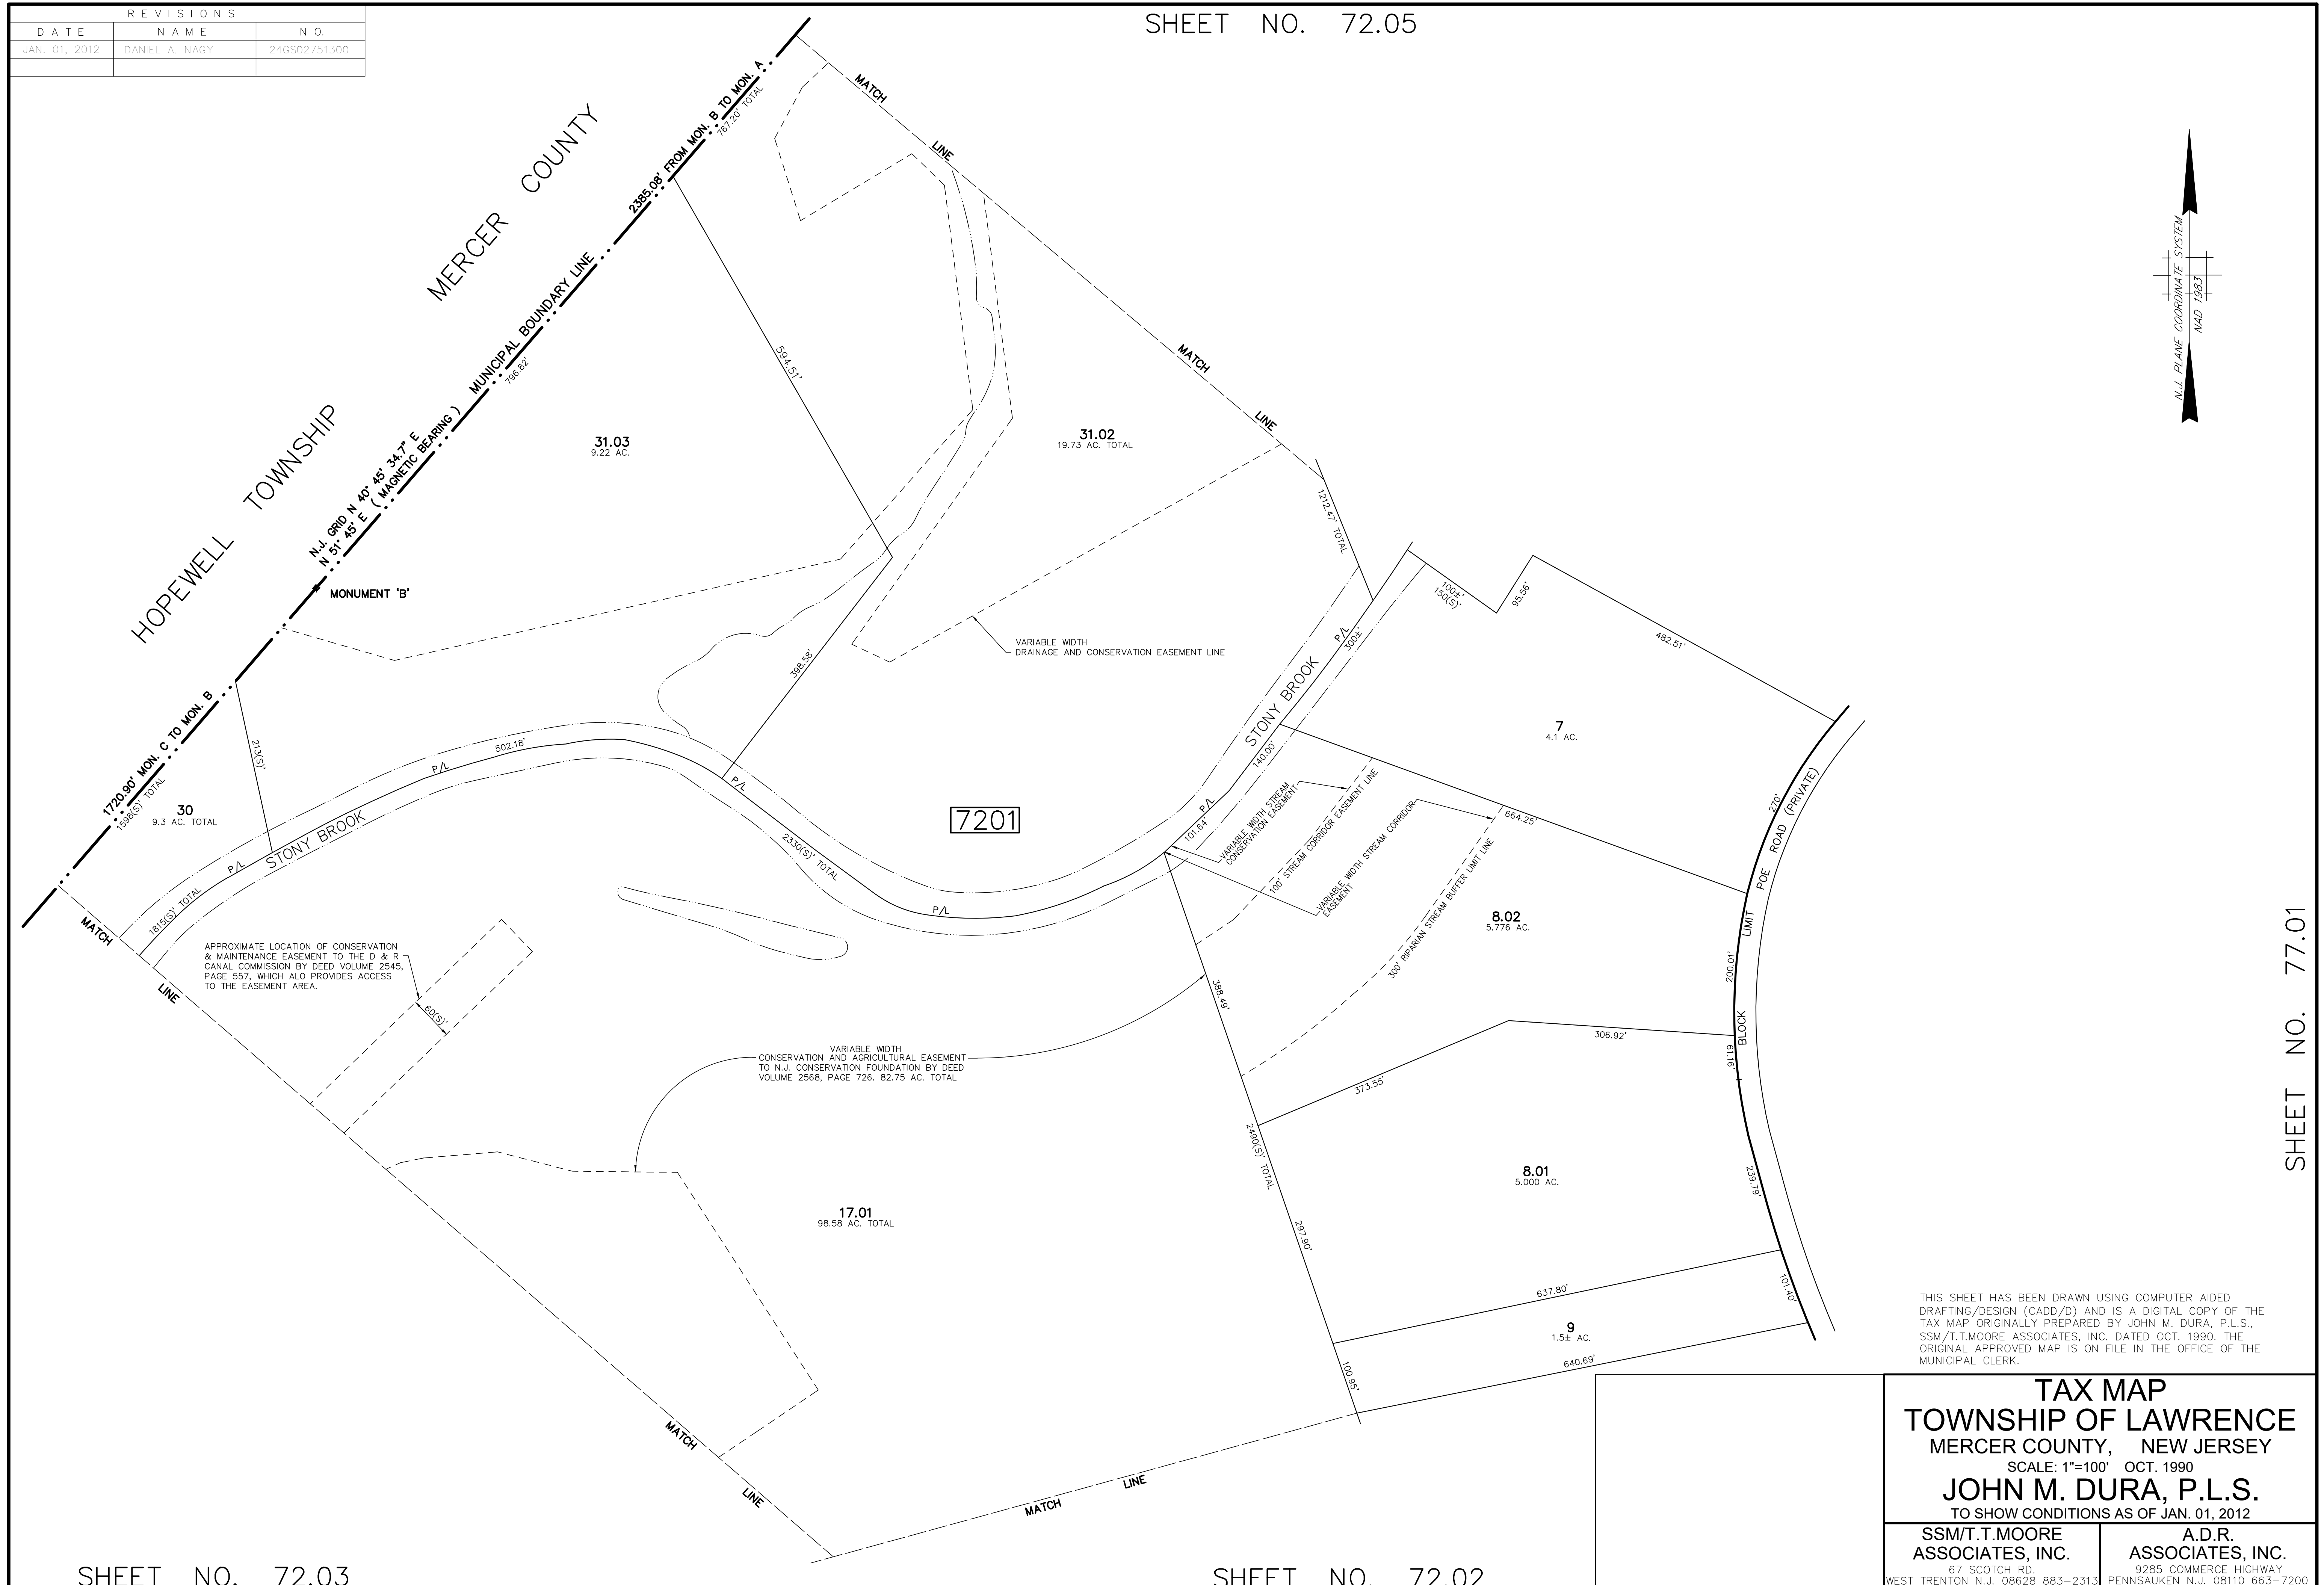 REVISIONS
DATE NAME NO.
JAN. 01, 2012 DANIEL A. NAGY 24GS02751300
SHEET NO. 72.05
HOPEWELL TOWNSHIP
MERCER COUNTY
2385.08' FROM MON. B TO MON. A
767.20' TOTAL
MUNICIPAL BOUNDARY LINE
796.82'
N.J. GRID N 40° 45' 34.7" E
N 51° 45' E ( MAGNETIC BEARING )
MONUMENT 'B'
1720.90' MON. C TO MON. B
1598(S)' TOTAL
MATCH
LINE
MATCH
LINE
N.J. PLANE COORDINATE SYSTEM
NAD 1983
594.51'
31.03
9.22 AC.
31.02
19.73 AC. TOTAL
1212.47' TOTAL
398.58'
VARIABLE WIDTH
DRAINAGE AND CONSERVATION EASEMENT LINE
P/L
300±'
STONY BROOK
140.00'
P/L
101.64'
100±'
150(S)'
95.56'
482.51'
7
4.1 AC.
270'
POE ROAD (PRIVATE)
664.25'
213(S)'
30
9.3 AC. TOTAL
502.18'
P/L
STONY BROOK
P/L
1815(S)' TOTAL
P/L
2330(S)' TOTAL
P/L
7201
VARIABLE WIDTH STREAM
CONSERVATION EASEMENT
100' STREAM CORRIDOR EASEMENT LINE
VARIABLE WIDTH STREAM CORRIDOR
EASEMENT
300' RIPARIAN STREAM BUFFER LIMIT LINE
8.02
5.776 AC.
200.01'
BLOCK LIMIT
61.16'
306.92'
373.55'
388.49'
MATCH
LINE
APPROXIMATE LOCATION OF CONSERVATION
& MAINTENANCE EASEMENT TO THE D & R
CANAL COMMISSION BY DEED VOLUME 2545,
PAGE 557, WHICH ALO PROVIDES ACCESS
TO THE EASEMENT AREA.
60(S)'
VARIABLE WIDTH
CONSERVATION AND AGRICULTURAL EASEMENT
TO N.J. CONSERVATION FOUNDATION BY DEED
VOLUME 2568, PAGE 726. 82.75 AC. TOTAL
2490(S)' TOTAL
8.01
5.000 AC.
239.79'
17.01
98.58 AC. TOTAL
297.90'
637.80'
101.40'
9
1.5± AC.
640.69'
100.95'
MATCH
LINE
MATCH
LINE
SHEET NO. 77.01
THIS SHEET HAS BEEN DRAWN USING COMPUTER AIDED
DRAFTING/DESIGN (CADD/D) AND IS A DIGITAL COPY OF THE
TAX MAP ORIGINALLY PREPARED BY JOHN M. DURA, P.L.S.,
SSM/T.T.MOORE ASSOCIATES, INC. DATED OCT. 1990. THE
ORIGINAL APPROVED MAP IS ON FILE IN THE OFFICE OF THE
MUNICIPAL CLERK.
TAX MAP
TOWNSHIP OF LAWRENCE
MERCER COUNTY, NEW JERSEY
SCALE: 1"=100' OCT. 1990
JOHN M. DURA, P.L.S.
TO SHOW CONDITIONS AS OF JAN. 01, 2012
SSM/T.T.MOORE
ASSOCIATES, INC.
67 SCOTCH RD.
WEST TRENTON N.J. 08628 883-2313
A.D.R.
ASSOCIATES, INC.
9285 COMMERCE HIGHWAY
PENNSAUKEN N.J. 08110 663-7200
SHEET NO. 72.03
SHEET NO. 72.02